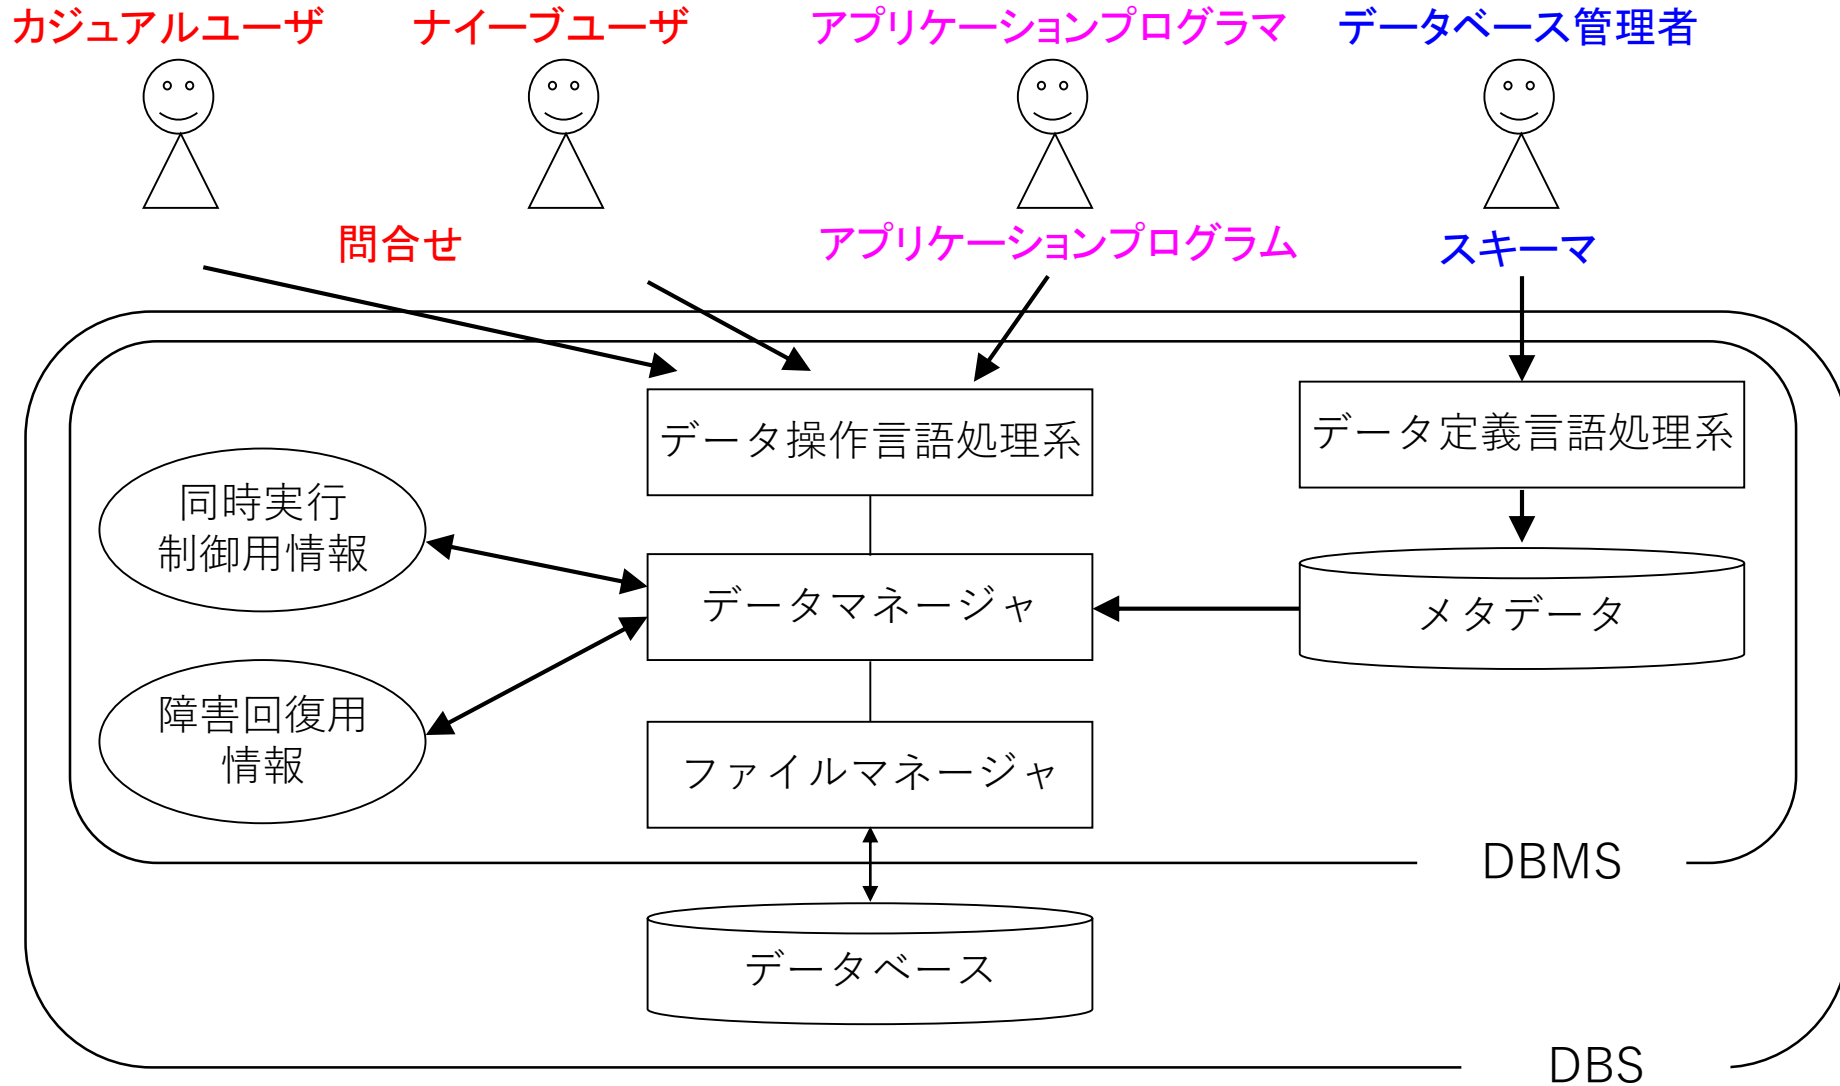 カジュアルユーザ
ナイーブユーザ
アプリケーションプログラマ
データベース管理者
問合せ
アプリケーションプログラム
スキーマ
データ操作言語処理系
データ定義言語処理系
同時実行
制御用情報
データマネージャ
メタデータ
障害回復用
情報
ファイルマネージャ
DBMS
データベース
DBS